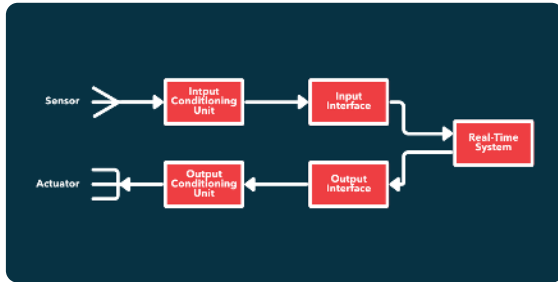 Sensor
Intput
Conditioning
Unit
Input
Interface
Real-Time
System
Actuator
Output
Conditioning
Unit
Output
Interface